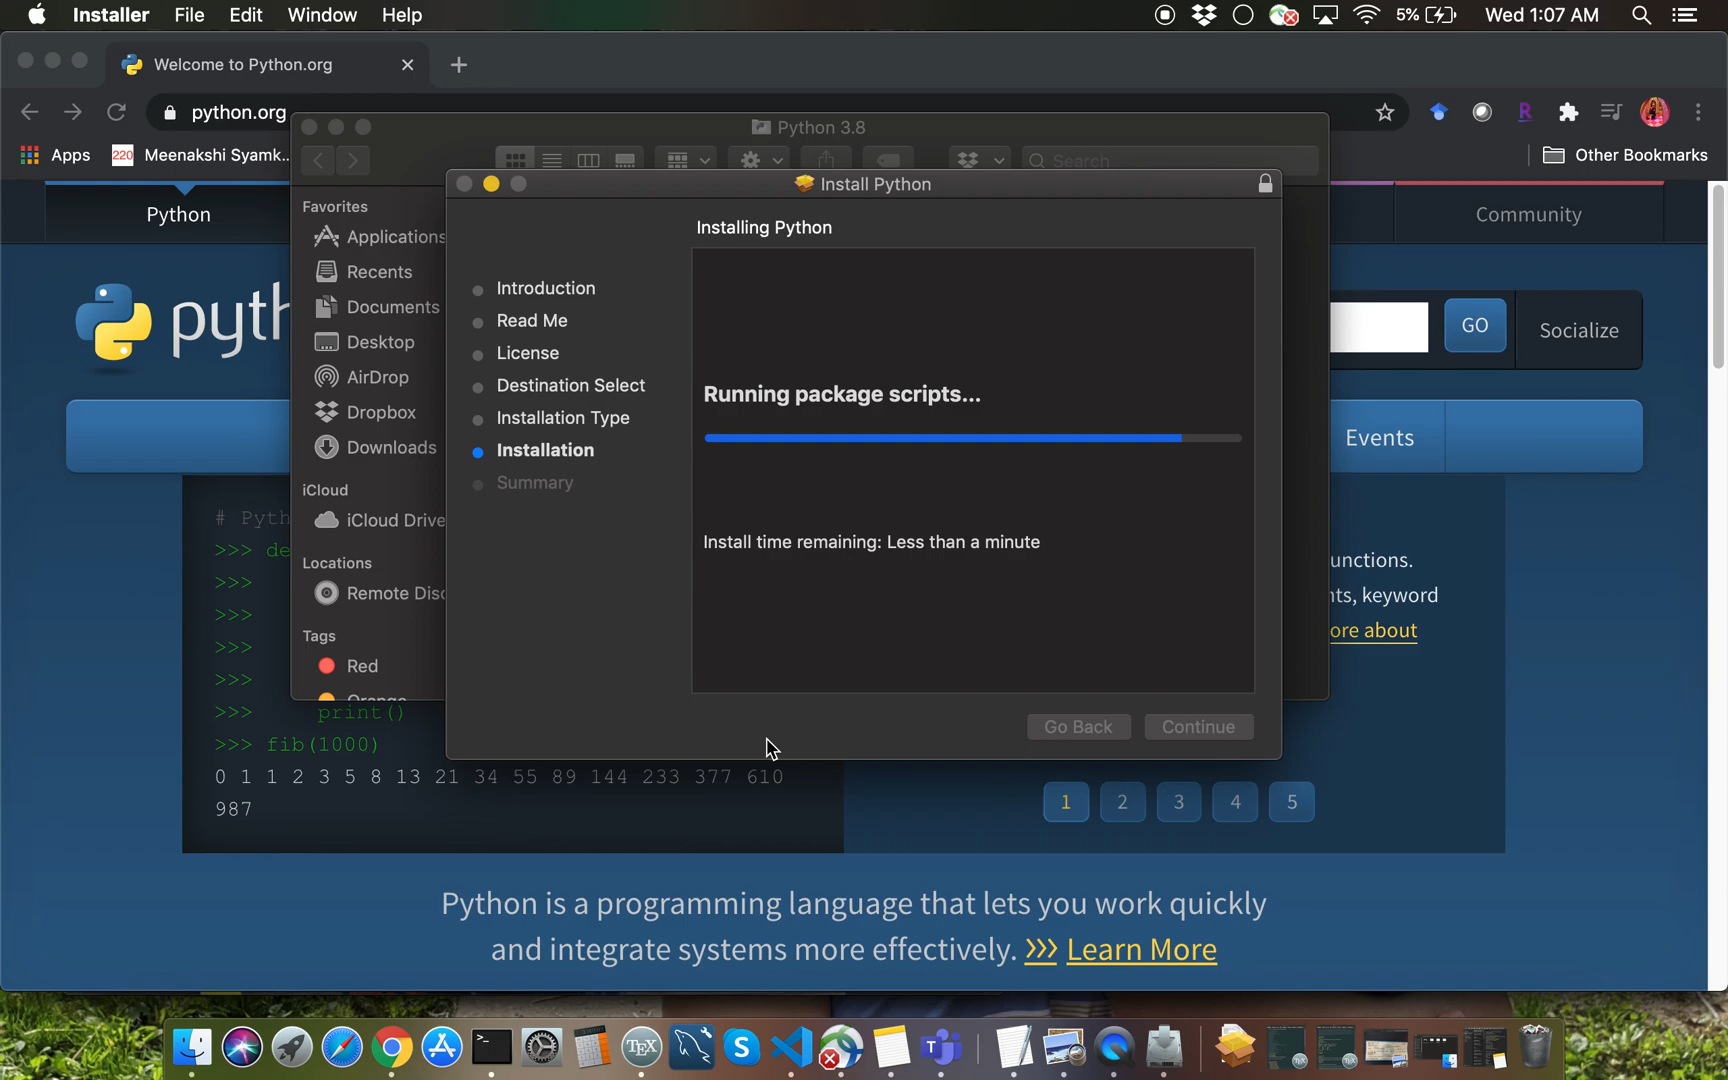 Installer File Edit Window Help 5% Wed 1:07 AM
Welcome to Python.org
python.org
Apps 220 Meenakshi Syamk... Other Bookmarks
Python 3.8
Search
Install Python
Python Community
pyth GO Socialize
Events
Favorites
Applications
Recents
Documents
Desktop
AirDrop
Dropbox
Downloads
iCloud
iCloud Drive
Locations
Remote Disc
Tags
Red
Orange
Installing Python
Introduction
Read Me
License
Destination Select
Installation Type
Installation
Summary
Running package scripts...
Install time remaining: Less than a minute
Go Back Continue
# Pyth
>>> de
>>>
>>>
>>>
>>>
>>> print()
>>> fib(1000)
0 1 1 2 3 5 8 13 21 34 55 89 144 233 377 610
987
unctions.
nts, keyword
ore about
1 2 3 4 5
Python is a programming language that lets you work quickly
and integrate systems more effectively. >>> Learn More
TEX
S
T